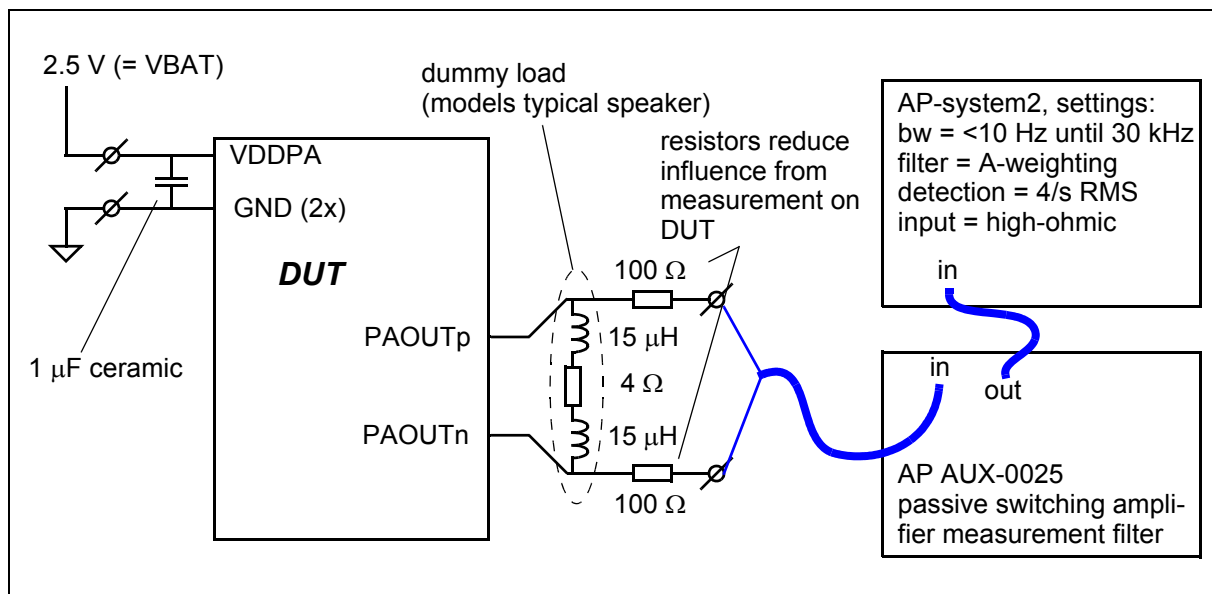 2.5 V (= VBAT)
dummy load
(models typical speaker)
resistors reduce
influence from
measurement on
DUT
AP-system2, settings:
bw = <10 Hz until 30 kHz
filter = A-weighting
detection = 4/s RMS
input = high-ohmic
in
VDDPA
GND (2x)
DUT
100 Ω
1 μF ceramic
PAOUTp
15 μH
4 Ω
PAOUTn
15 μH
100 Ω
in
out
AP AUX-0025
passive switching ampli-
fier measurement filter